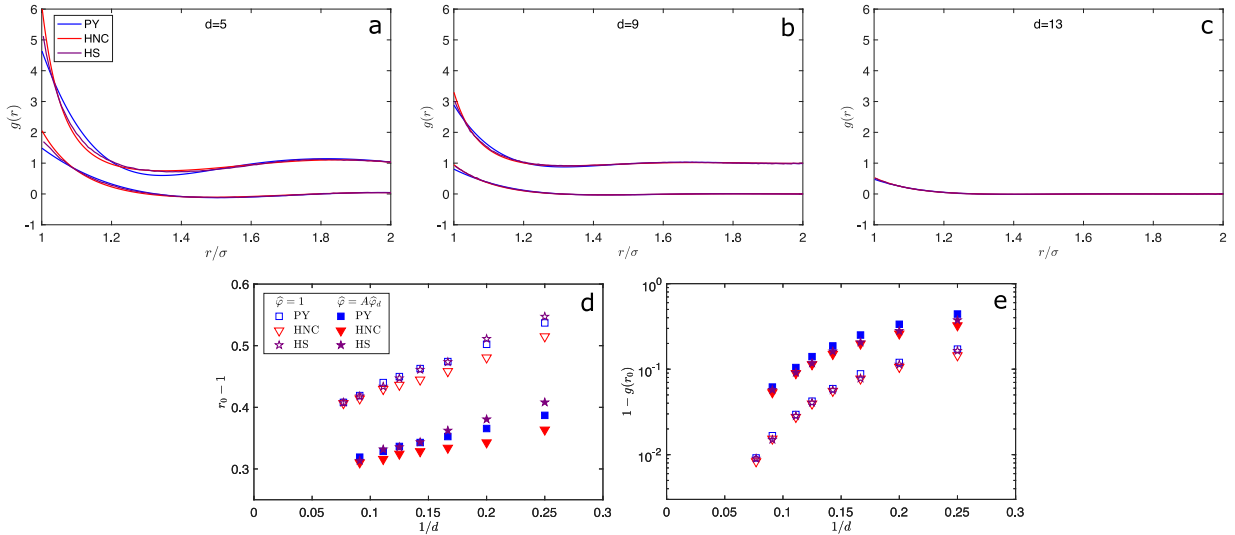 PY
HNC
HS
d=5
a
6
5
4
3
2
1
0
-1
g(r)
1
1.2
1.4
1.6
1.8
2
r/σ
d=9
b
6
5
4
3
2
1
0
-1
g(r)
1
1.2
1.4
1.6
1.8
2
r/σ
d=13
c
6
5
4
3
2
1
0
-1
g(r)
1
1.2
1.4
1.6
1.8
2
r/σ
d
φ̂ = 1 φ̂ = Aφ̂_d
PY PY
HNC HNC
HS HS
0.6
0.5
0.4
0.3
r₀ − 1
0
0.05
0.1
0.15
0.2
0.25
0.3
1/d
e
10⁰
10⁻¹
10⁻²
1 − g(r₀)
0
0.05
0.1
0.15
0.2
0.25
0.3
1/d